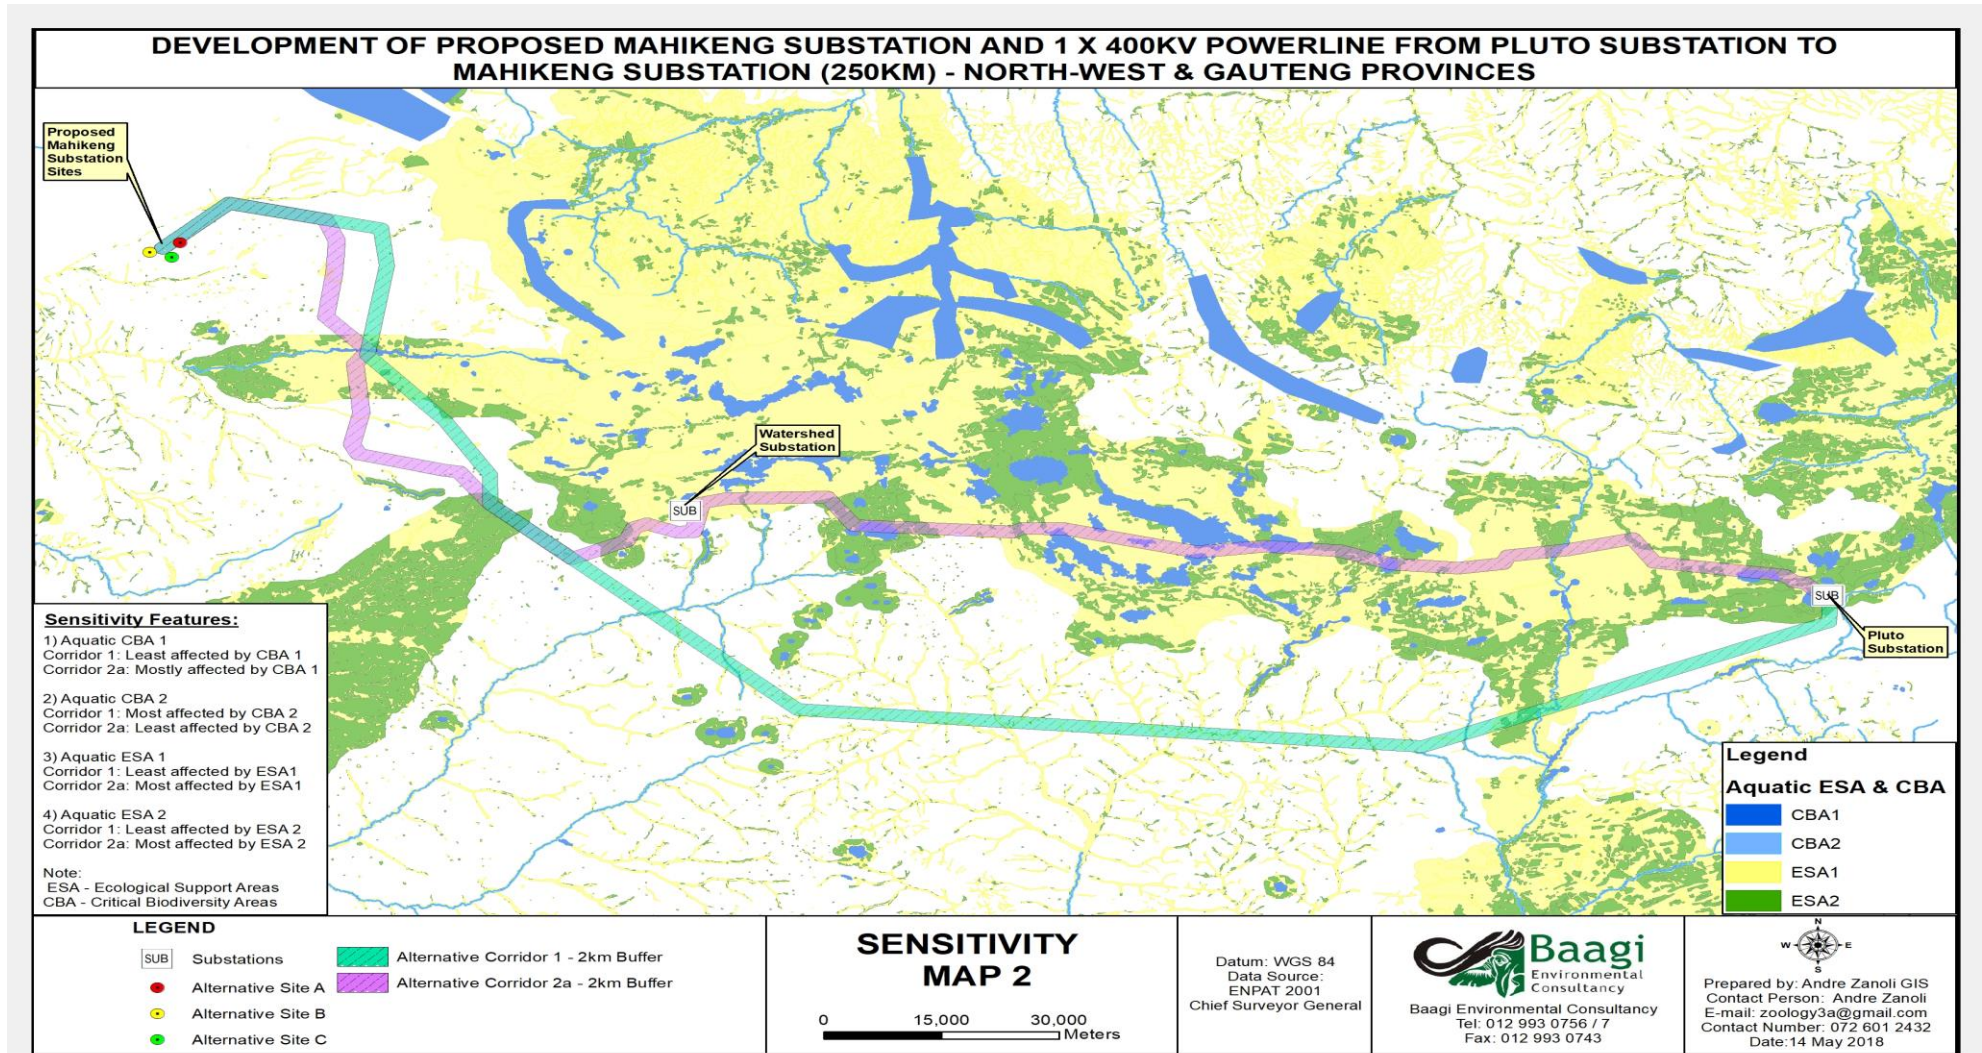 DEVELOPMENT OF PROPOSED MAHIKENG SUBSTATION AND 1 X 400KV POWERLINE FROM PLUTO SUBSTATION TO
MAHIKENG SUBSTATION (250KM) - NORTH-WEST & GAUTENG PROVINCES
Proposed
Mahikeng
Substation
Sites
Watershed
Substation
SUB
SUB
Pluto
Substation
Sensitivity Features:
1) Aquatic CBA 1
Corridor 1: Least affected by CBA 1
Corridor 2a: Mostly affected by CBA 1
2) Aquatic CBA 2
Corridor 1: Most affected by CBA 2
Corridor 2a: Least affected by CBA 2
3) Aquatic ESA 1
Corridor 1: Least affected by ESA1
Corridor 2a: Most affected by ESA1
4) Aquatic ESA 2
Corridor 1: Least affected by ESA 2
Corridor 2a: Most affected by ESA 2
Note:
ESA - Ecological Support Areas
CBA - Critical Biodiversity Areas
Legend
Aquatic ESA & CBA
CBA1
CBA2
ESA1
ESA2
LEGEND
SUB Substations
Alternative Site A
Alternative Site B
Alternative Site C
Alternative Corridor 1 - 2km Buffer
Alternative Corridor 2a - 2km Buffer
SENSITIVITY
MAP 2
0 15,000 30,000
Meters
Datum: WGS 84
Data Source:
ENPAT 2001
Chief Surveyor General
Baagi
Environmental
Consultancy
Baagi Environmental Consultancy
Tel: 012 993 0756 / 7
Fax: 012 993 0743
N
W E
S
Prepared by: Andre Zanoli GIS
Contact Person: Andre Zanoli
E-mail: zoology3a@gmail.com
Contact Number: 072 601 2432
Date:14 May 2018